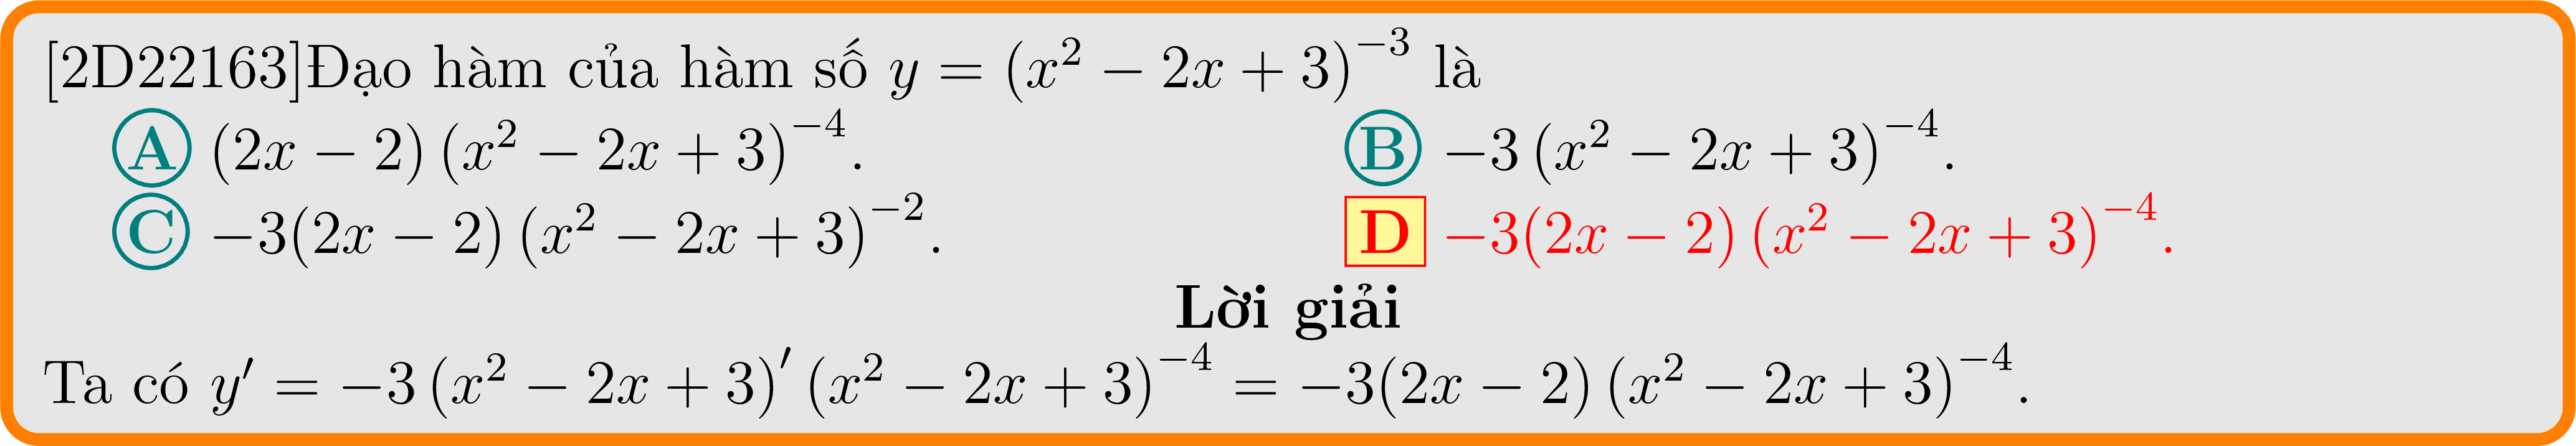 [2D22163]Đạo hàm của hàm số $y = \left(x^2 - 2x + 3\right)^{-3}$ là
A $(2x - 2)\left(x^2 - 2x + 3\right)^{-4}$. B $-3\left(x^2 - 2x + 3\right)^{-4}$.
C $-3(2x - 2)\left(x^2 - 2x + 3\right)^{-2}$. D $-3(2x - 2)\left(x^2 - 2x + 3\right)^{-4}$.
Lời giải
Ta có $y' = -3\left(x^2 - 2x + 3\right)'\left(x^2 - 2x + 3\right)^{-4} = -3(2x - 2)\left(x^2 - 2x + 3\right)^{-4}$.